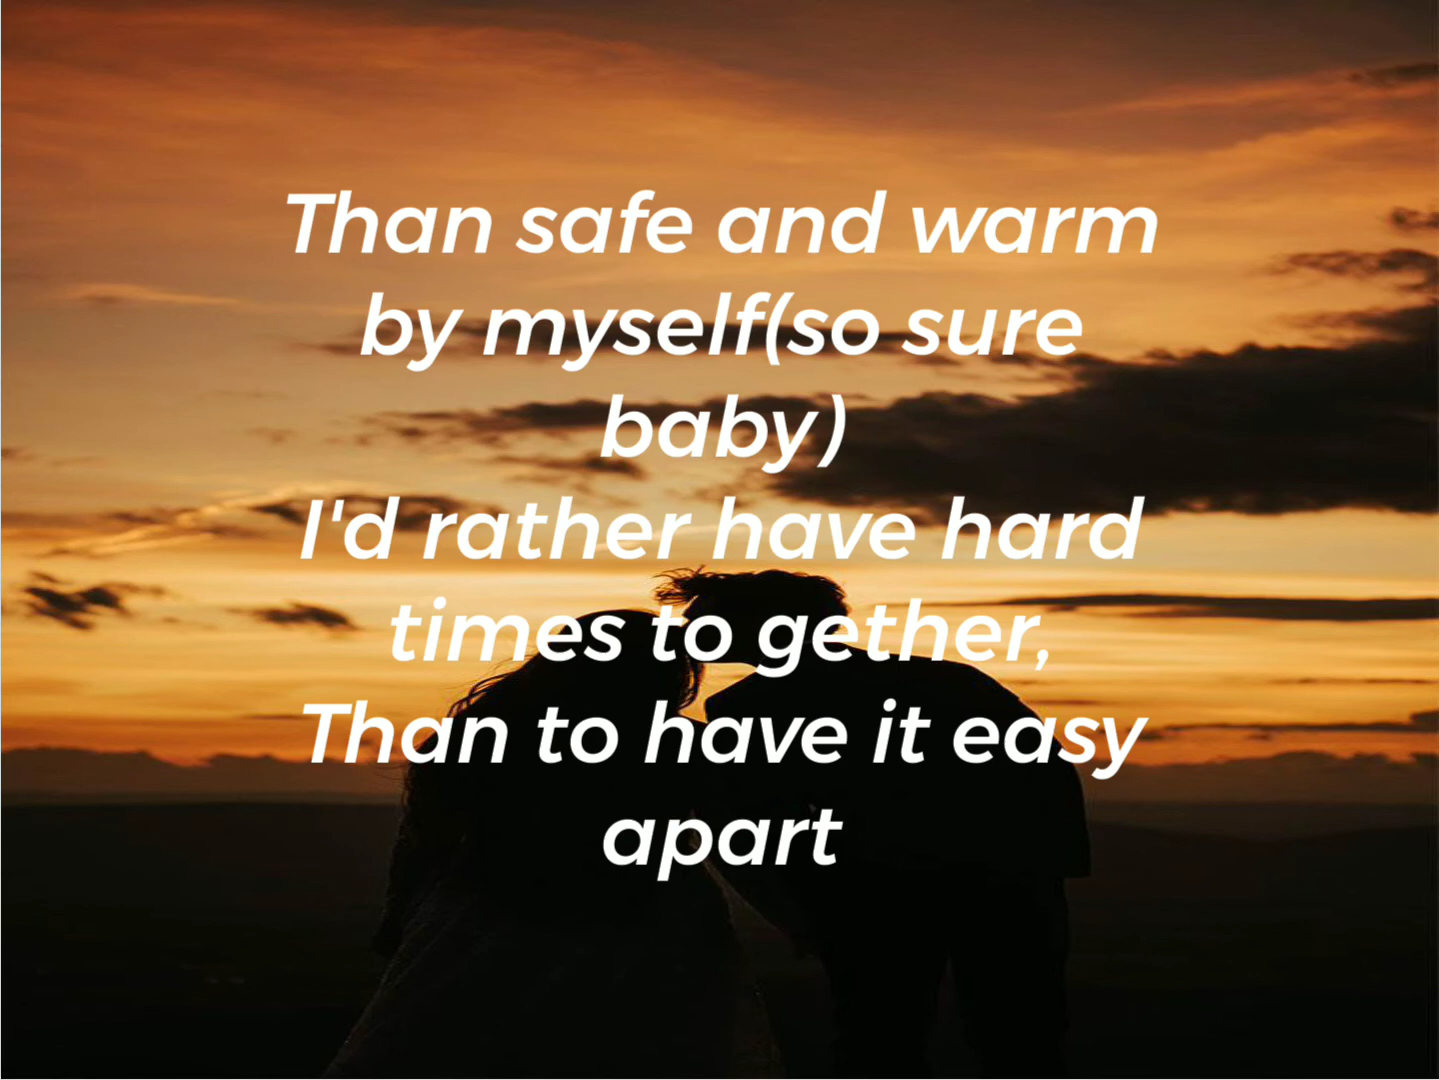 Than safe and warm
by myself(so sure
baby)
I'd rather have hard
times to gether,
Than to have it easy
apart